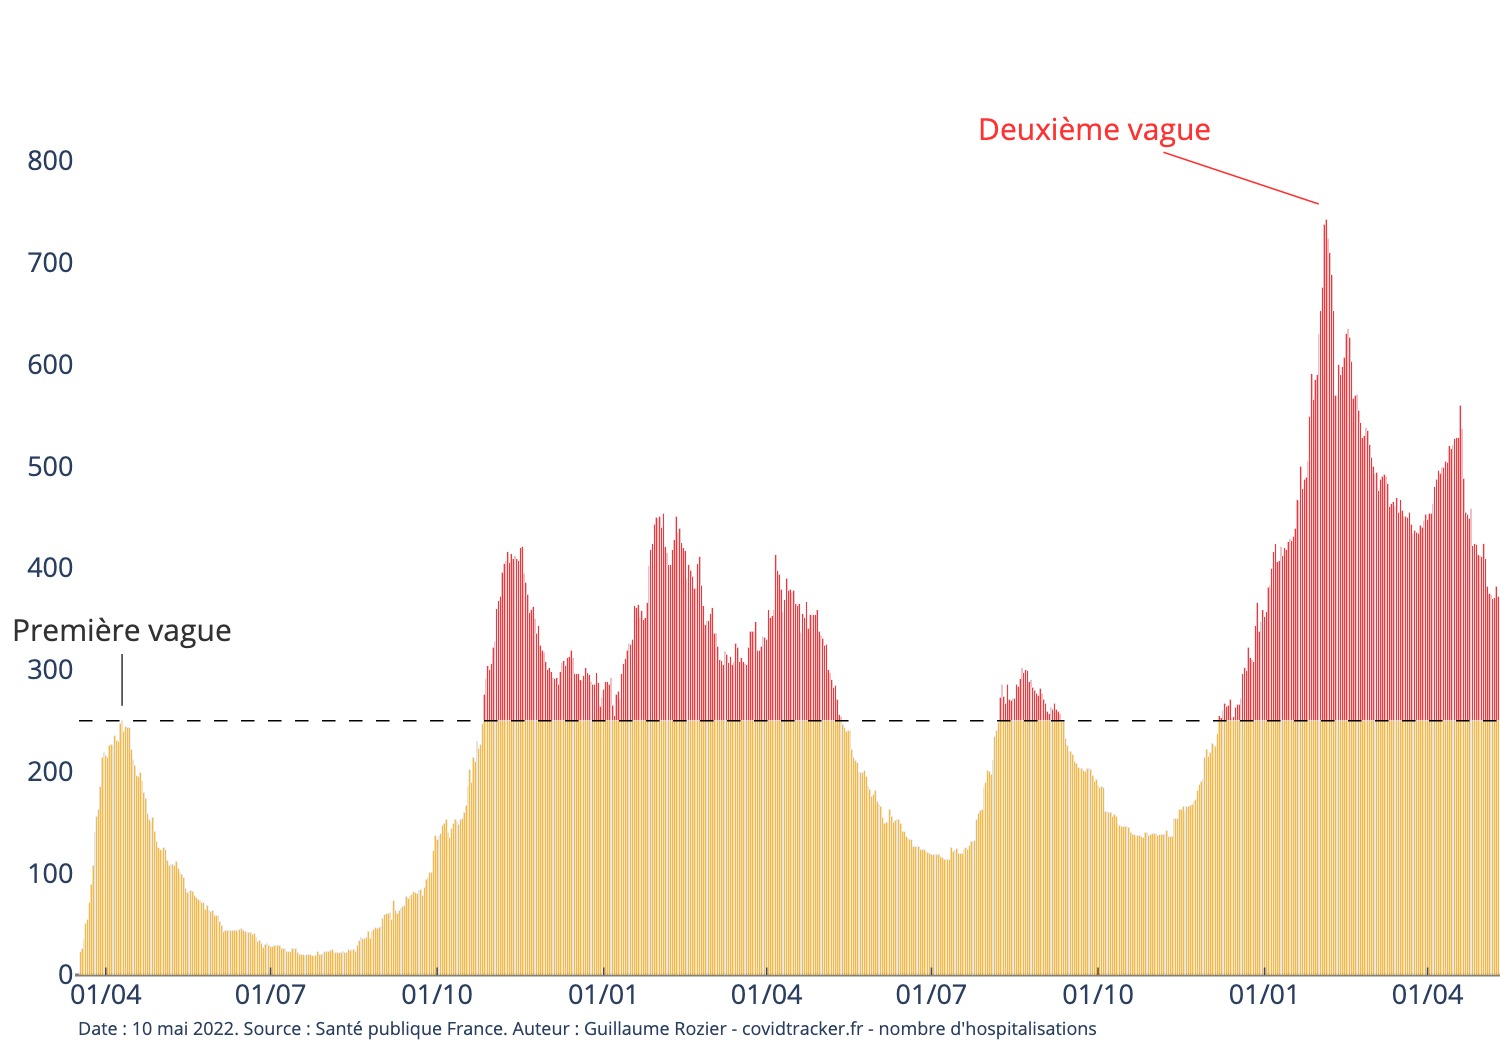 Deuxième vague
800
700
600
500
400
Première vague
300
200
100
0
01/04 01/07 01/10 01/01 01/04 01/07 01/10 01/01 01/04
Date : 10 mai 2022. Source : Santé publique France. Auteur : Guillaume Rozier - covidtracker.fr - nombre d'hospitalisations